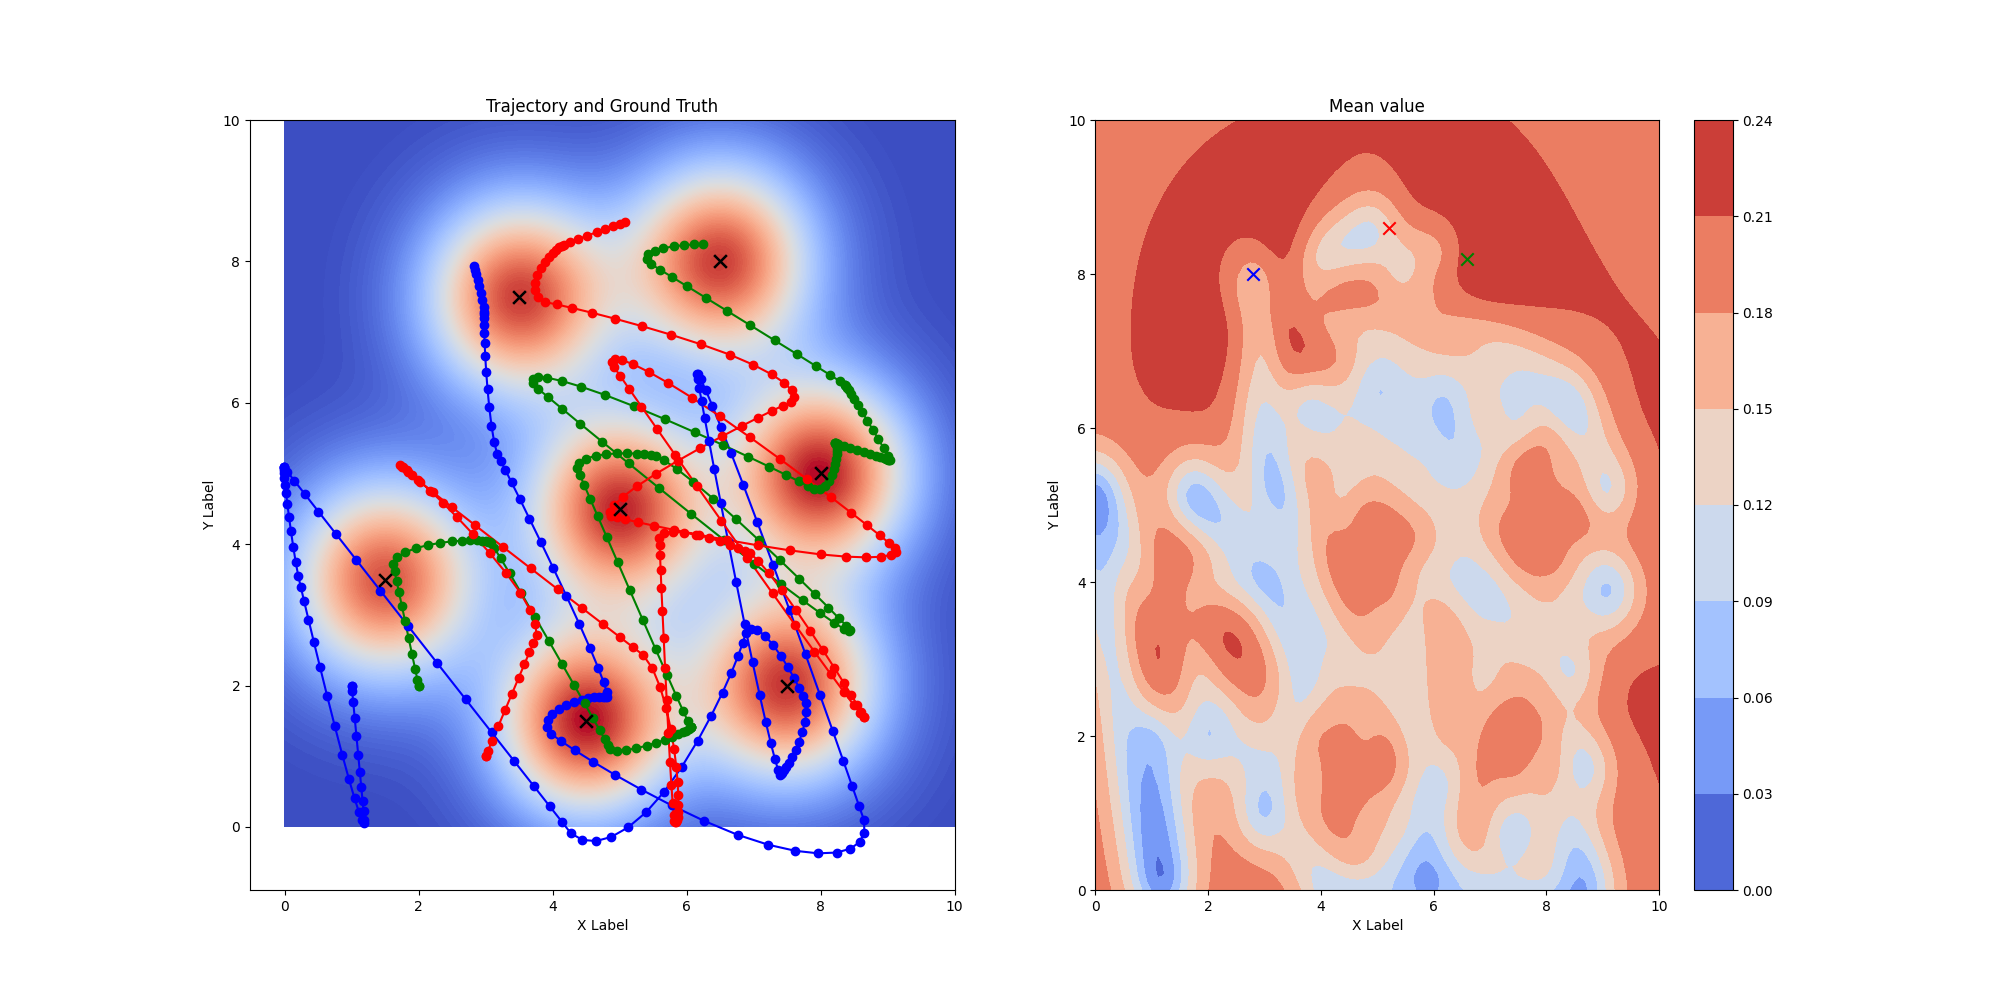 Trajectory and Ground Truth
10
8
6
4
2
0
0 2 4 6 8 10
X Label
Y Label
Mean value
10
8
6
4
2
0
0 2 4 6 8 10
X Label
Y Label
0.24
0.21
0.18
0.15
0.12
0.09
0.06
0.03
0.00